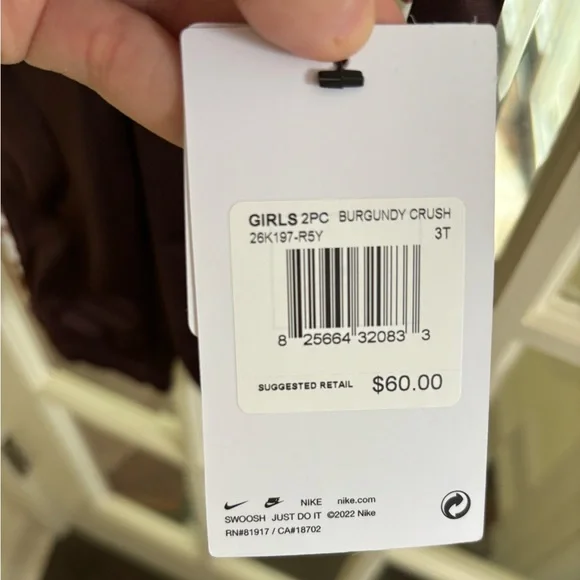 GIRLS 2PC BURGUNDY CRUSH
26K197-R5Y 3T
8 25664 32083 3
SUGGESTED RETAIL $60.00
NIKE nike.com
SWOOSH JUST DO IT ©2022 Nike
RN#81917 / CA#18702